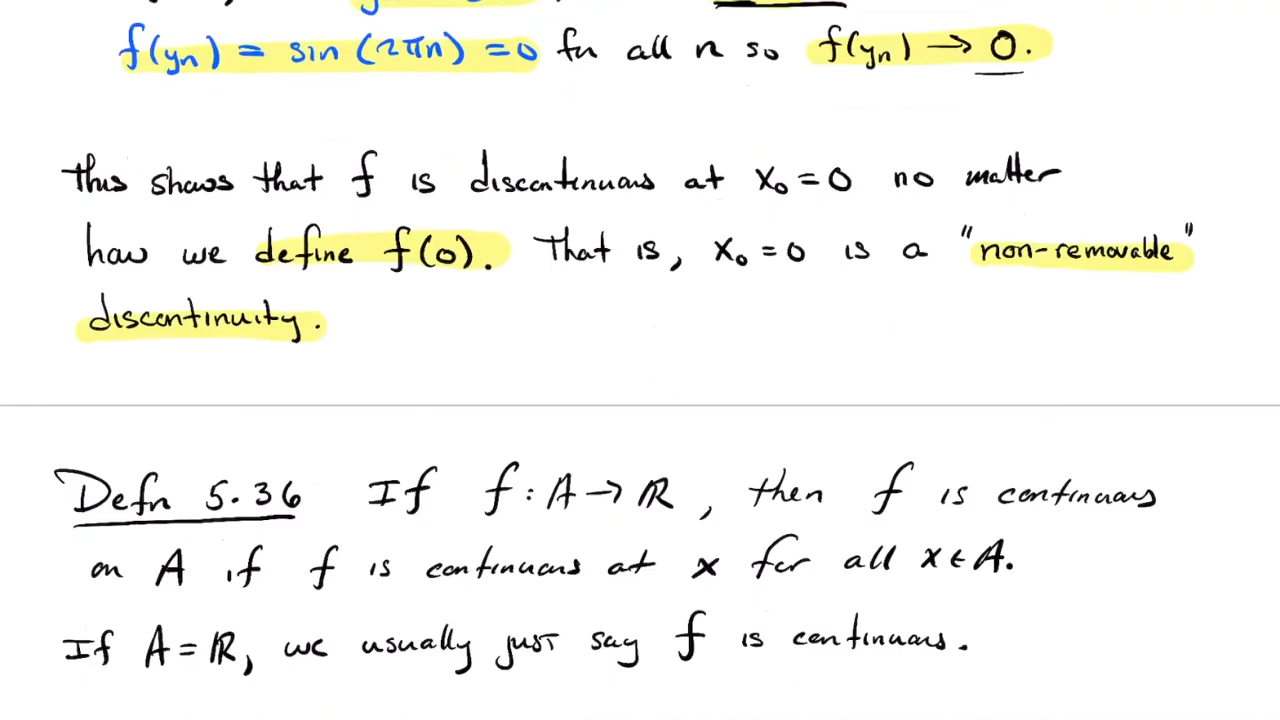 f(yₙ) = sin (2πn) = 0 for all n so f(yₙ) → 0.
This shows that f is discontinuous at x₀ = 0 no matter
how we define f(0). That is, x₀ = 0 is a "non-removable"
discontinuity.
Defn 5.36 If f : A → ℝ, then f is continuous
on A if f is continuous at x for all x ∈ A.
If A = ℝ, we usually just say f is continuous.